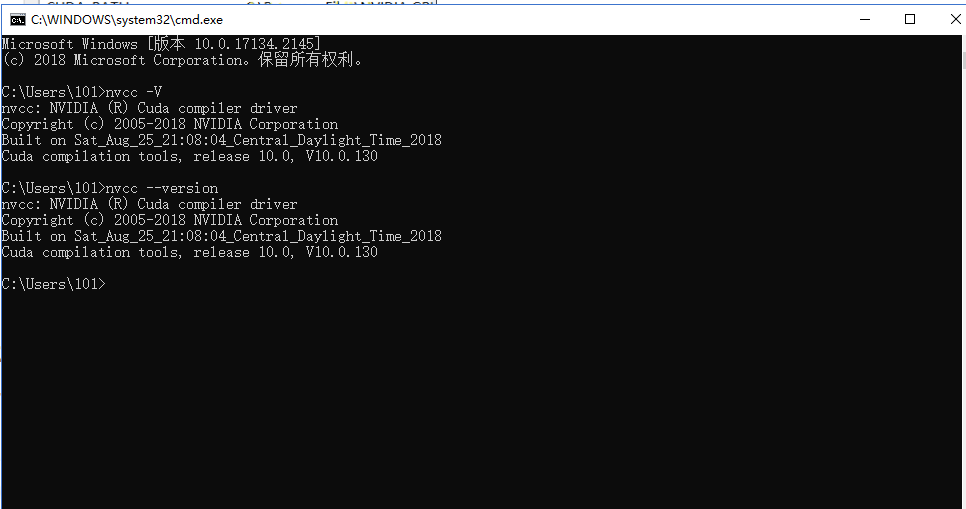 C:\WINDOWS\system32\cmd.exe
Microsoft Windows [版本 10.0.17134.2145]
(c) 2018 Microsoft Corporation。保留所有权利。
C:\Users\101>nvcc -V
nvcc: NVIDIA (R) Cuda compiler driver
Copyright (c) 2005-2018 NVIDIA Corporation
Built on Sat_Aug_25_21:08:04_Central_Daylight_Time_2018
Cuda compilation tools, release 10.0, V10.0.130
C:\Users\101>nvcc --version
nvcc: NVIDIA (R) Cuda compiler driver
Copyright (c) 2005-2018 NVIDIA Corporation
Built on Sat_Aug_25_21:08:04_Central_Daylight_Time_2018
Cuda compilation tools, release 10.0, V10.0.130
C:\Users\101>